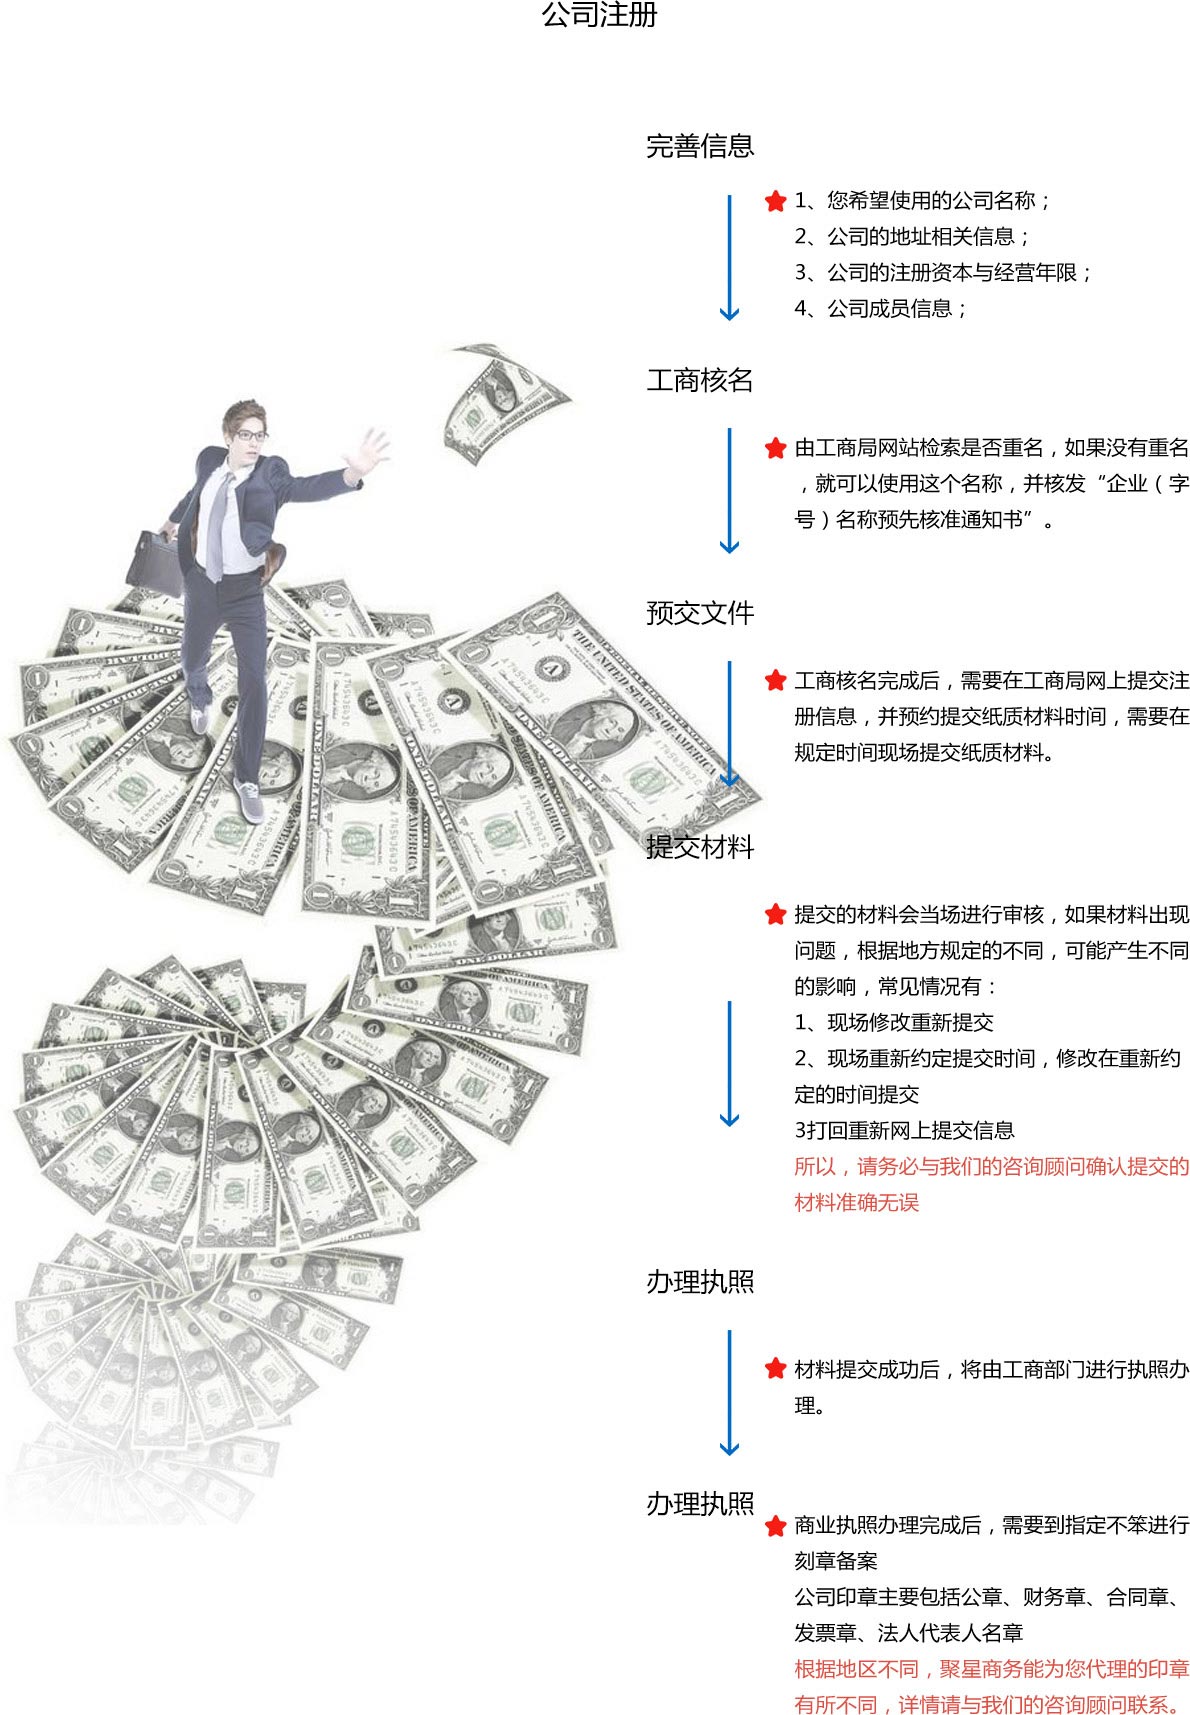 公司注册
完善信息
1、您希望使用的公司名称；
2、公司的地址相关信息；
3、公司的注册资本与经营年限；
4、公司成员信息；
工商核名
由工商局网站检索是否重名，如果没有重名
，就可以使用这个名称，并核发“企业（字
号）名称预先核准通知书”。
预交文件
工商核名完成后，需要在工商局网上提交注
册信息，并预约提交纸质材料时间，需要在
规定时间现场提交纸质材料。
提交材料
提交的材料会当场进行审核，如果材料出现
问题，根据地方规定的不同，可能产生不同
的影响，常见情况有：
1、现场修改重新提交
2、现场重新约定提交时间，修改在重新约
定的时间提交
3打回重新网上提交信息
所以，请务必与我们的咨询顾问确认提交的
材料准确无误
办理执照
材料提交成功后，将由工商部门进行执照办
理。
办理执照
商业执照办理完成后，需要到指定不笨进行
刻章备案
公司印章主要包括公章、财务章、合同章、
发票章、法人代表人名章
根据地区不同，聚星商务能为您代理的印章
有所不同，详情请与我们的咨询顾问联系。